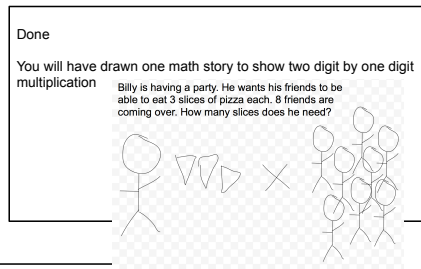 Done
You will have drawn one math story to show two digit by one digit
multiplication
Billy is having a party. He wants his friends to be
able to eat 3 slices of pizza each. 8 friends are
coming over. How many slices does he need?